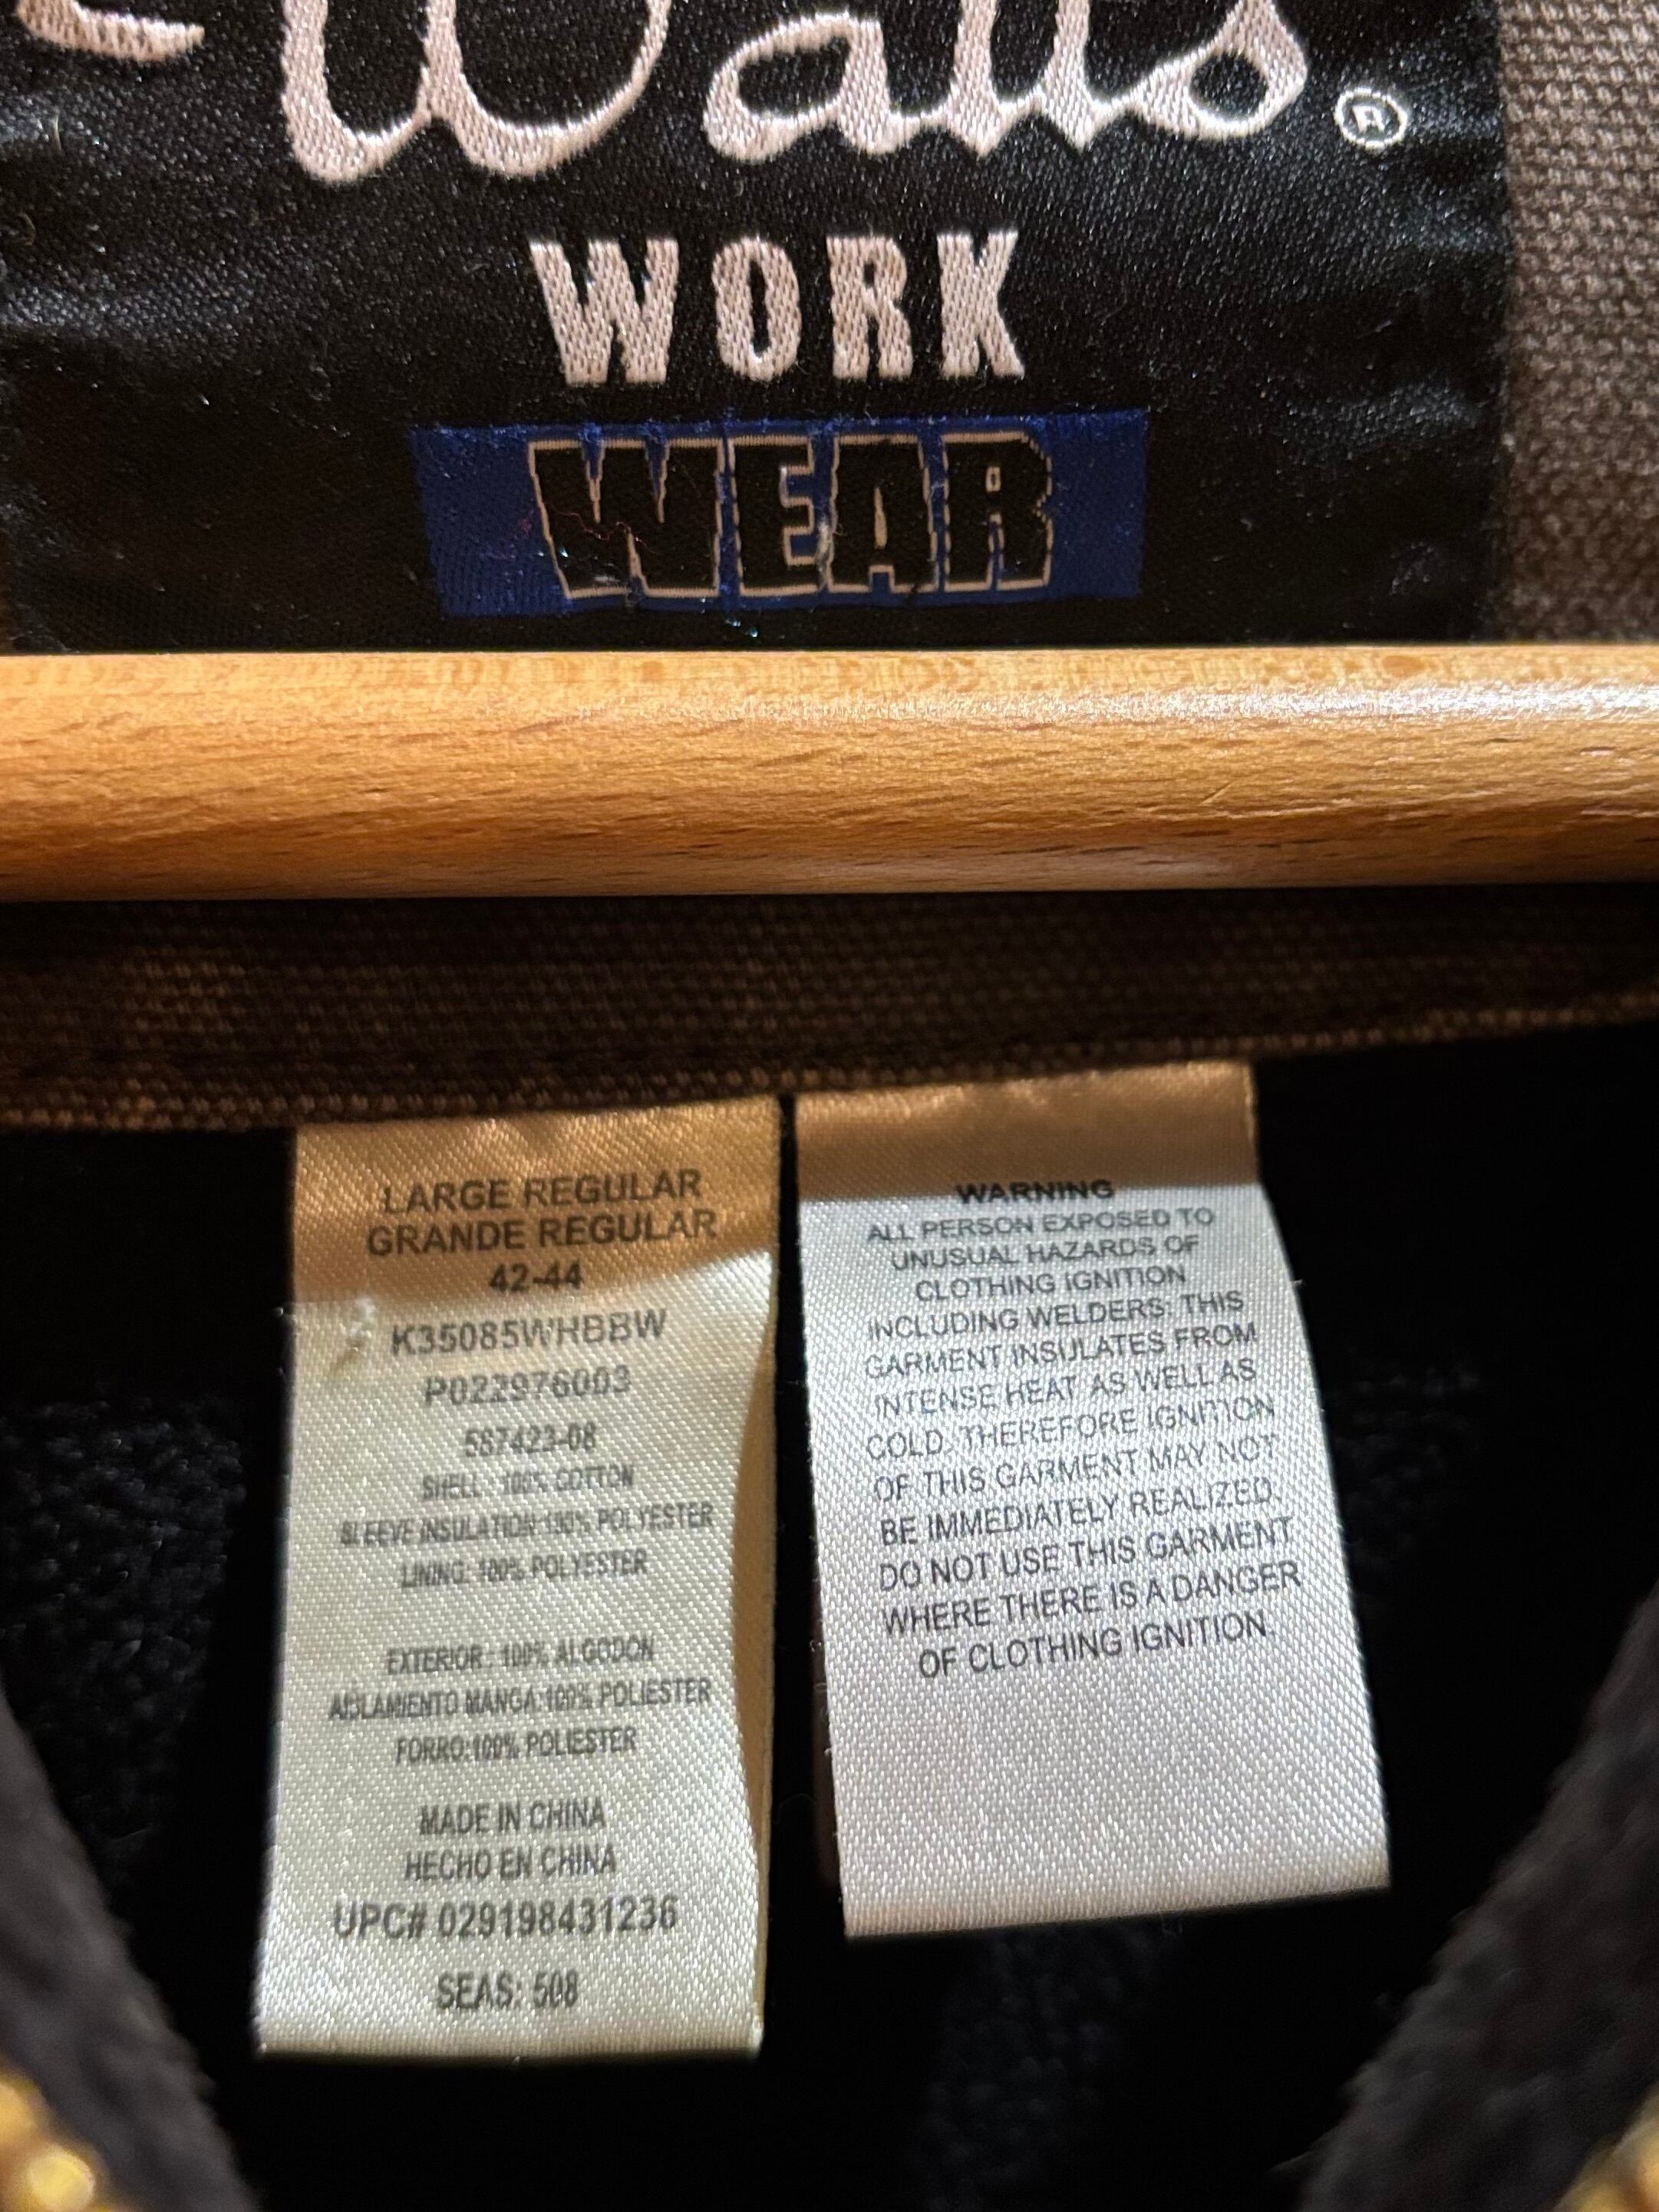 Walls®
WORK
WEAR
LARGE REGULAR
GRANDE REGULAR
42-44
K35085WHBBW
P022976003
587423-08
SHELL: 100% COTTON
SLEEVE INSULATION:100% POLYESTER
LINING: 100% POLYESTER
EXTERIOR: 100% ALGODON
AISLAMIENTO MANGA:100% POLIESTER
FORRO:100% POLIESTER
MADE IN CHINA
HECHO EN CHINA
UPC# 029198431236
SEAS: 508
WARNING
ALL PERSON EXPOSED TO
UNUSUAL HAZARDS OF
CLOTHING IGNITION
INCLUDING WELDERS: THIS
GARMENT INSULATES FROM
INTENSE HEAT AS WELL AS
COLD. THEREFORE IGNITION
OF THIS GARMENT MAY NOT
BE IMMEDIATELY REALIZED.
DO NOT USE THIS GARMENT
WHERE THERE IS A DANGER
OF CLOTHING IGNITION